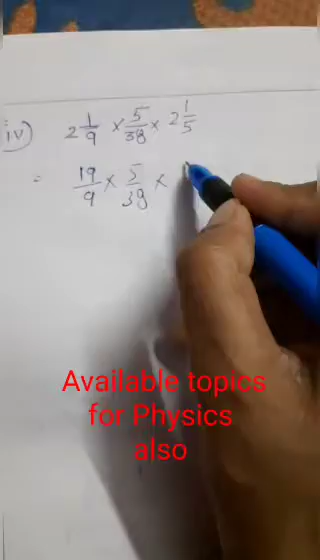 iv) 2 1/9 × 5/38 × 2 1/5
= 19/9 × 5/38 ×
Available topics
for Physics
also